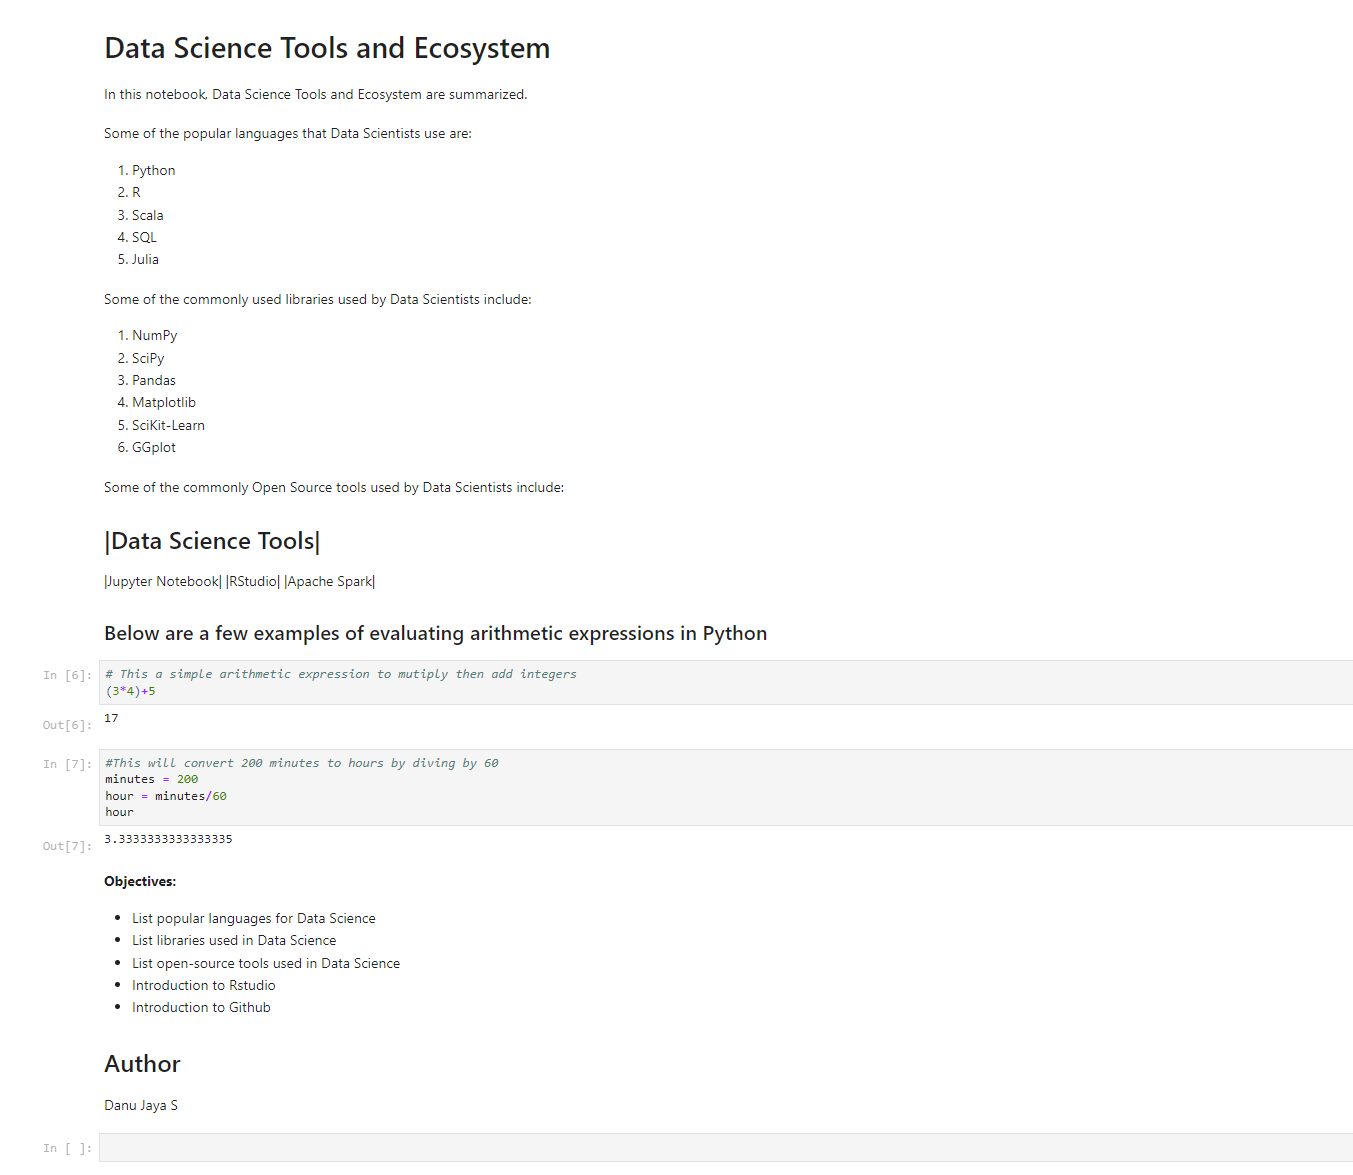 Data Science Tools and Ecosystem
In this notebook, Data Science Tools and Ecosystem are summarized.
Some of the popular languages that Data Scientists use are:
1. Python
2. R
3. Scala
4. SQL
5. Julia
Some of the commonly used libraries used by Data Scientists include:
1. NumPy
2. SciPy
3. Pandas
4. Matplotlib
5. SciKit-Learn
6. GGplot
Some of the commonly Open Source tools used by Data Scientists include:
|Data Science Tools|
|Jupyter Notebook| |RStudio| |Apache Spark|
Below are a few examples of evaluating arithmetic expressions in Python
In [6]: # This a simple arithmetic expression to mutiply then add integers
(3*4)+5
Out[6]: 17
In [7]: #This will convert 200 minutes to hours by diving by 60
minutes = 200
hour = minutes/60
hour
Out[7]: 3.3333333333333335
Objectives:
• List popular languages for Data Science
• List libraries used in Data Science
• List open-source tools used in Data Science
• Introduction to Rstudio
• Introduction to Github
Author
Danu Jaya S
In [ ]: